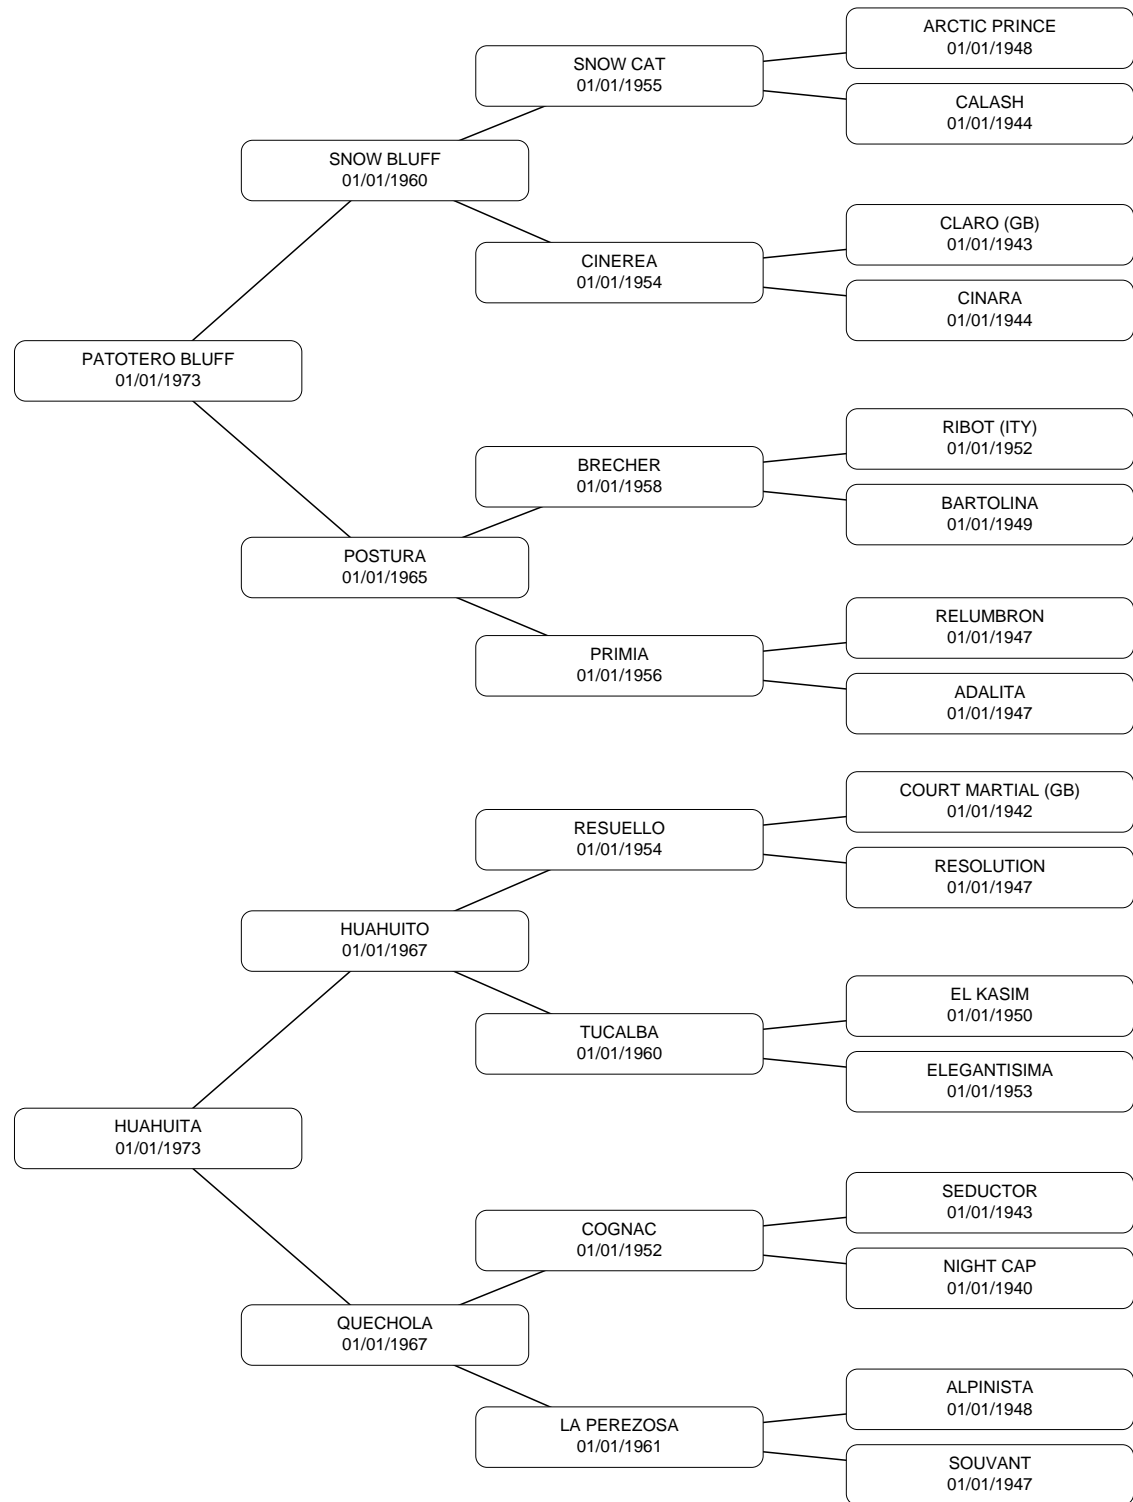 ARCTIC PRINCE
01/01/1948
SNOW CAT
01/01/1955
CALASH
01/01/1944
SNOW BLUFF
01/01/1960
CLARO (GB)
01/01/1943
CINEREA
01/01/1954
CINARA
01/01/1944
PATOTERO BLUFF
01/01/1973
RIBOT (ITY)
01/01/1952
BRECHER
01/01/1958
BARTOLINA
01/01/1949
POSTURA
01/01/1965
RELUMBRON
01/01/1947
PRIMIA
01/01/1956
ADALITA
01/01/1947
COURT MARTIAL (GB)
01/01/1942
RESUELLO
01/01/1954
RESOLUTION
01/01/1947
HUAHUITO
01/01/1967
EL KASIM
01/01/1950
TUCALBA
01/01/1960
ELEGANTISIMA
01/01/1953
HUAHUITA
01/01/1973
SEDUCTOR
01/01/1943
COGNAC
01/01/1952
NIGHT CAP
01/01/1940
QUECHOLA
01/01/1967
ALPINISTA
01/01/1948
LA PEREZOSA
01/01/1961
SOUVANT
01/01/1947